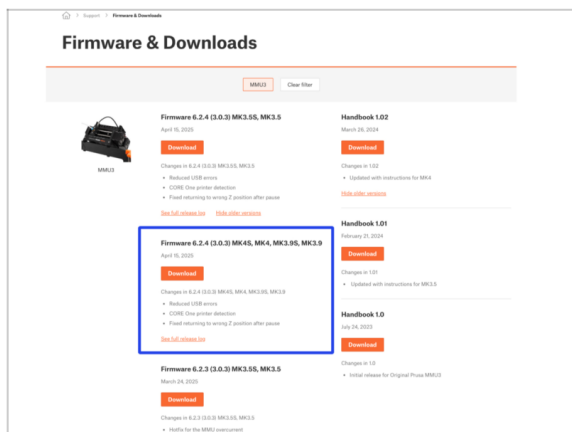 Support > Firmware & Downloads
Firmware & Downloads
MMU3
Clear filter
MMU3
Firmware 6.2.4 (3.0.3) MK3.5S, MK3.5
April 15, 2025
Download
Changes in 6.2.4 (3.0.3) MK3.5S, MK3.5
• Reduced USB errors
• CORE One printer detection
• Fixed returning to wrong Z position after pause
See full release log
Hide older versions
Firmware 6.2.4 (3.0.3) MK4S, MK4, MK3.9S, MK3.9
April 15, 2025
Download
Changes in 6.2.4 (3.0.3) MK4S, MK4, MK3.9S, MK3.9
• Reduced USB errors
• CORE One printer detection
• Fixed returning to wrong Z position after pause
See full release log
Firmware 6.2.3 (3.0.3) MK3.5S, MK3.5
March 24, 2025
Download
Changes in 6.2.3 (3.0.3) MK3.5S, MK3.5
• Hotfix for the MMU overcurrent
Handbook 1.02
March 26, 2024
Download
Changes in 1.02
• Updated with instructions for MK4
Hide older versions
Handbook 1.01
February 21, 2024
Download
Changes in 1.01
• Updated with instructions for MK3.5
Handbook 1.0
July 24, 2023
Download
Changes in 1.0
• Initial release for Original Prusa MMU3